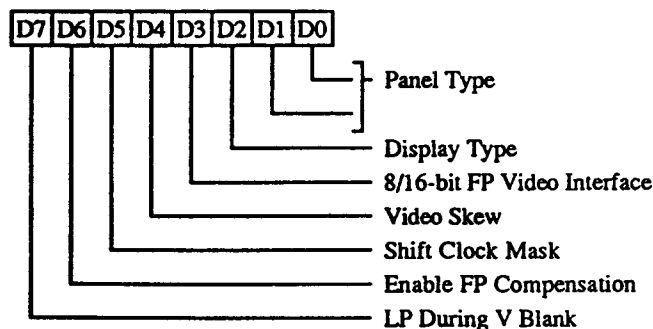 D7 D6 D5 D4 D3 D2 D1 D0
Panel Type
Display Type
8/16-bit FP Video Interface
Video Skew
Shift Clock Mask
Enable FP Compensation
LP During V Blank